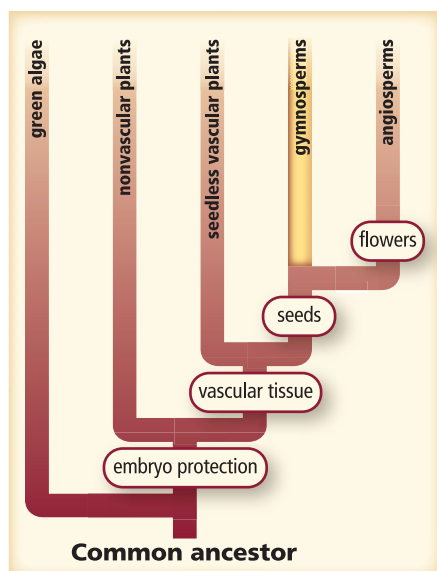 green algae
nonvascular plants
seedless vascular plants
gymnosperms
angiosperms
flowers
seeds
vascular tissue
embryo protection
Common ancestor